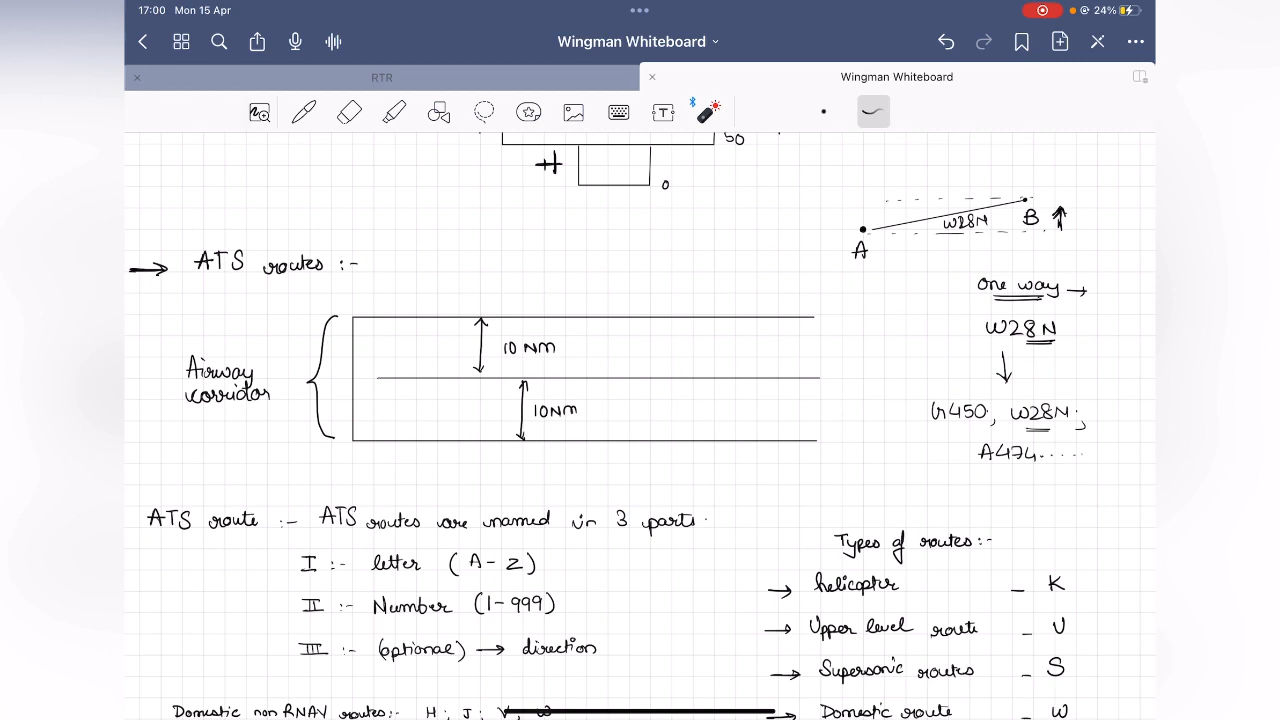 17:00 Mon 15 Apr
24%
Wingman Whiteboard
RTR
Wingman Whiteboard
50
0
A
W28N
B
→ ATS routes :-
one way →
W28N
Airway corridor
10 NM
10NM
G450, W28N;
A474.....
ATS route :- ATS routes are named in 3 parts.
I :- letter (A-Z)
II :- Number (1-999)
III :- (optional) → direction
Types of routes:-
→ helicopter - K
→ Upper level route - U
→ Supersonic routes - S
→ Domestic route - W
Domestic non RNAV routes:- H; J; V, W